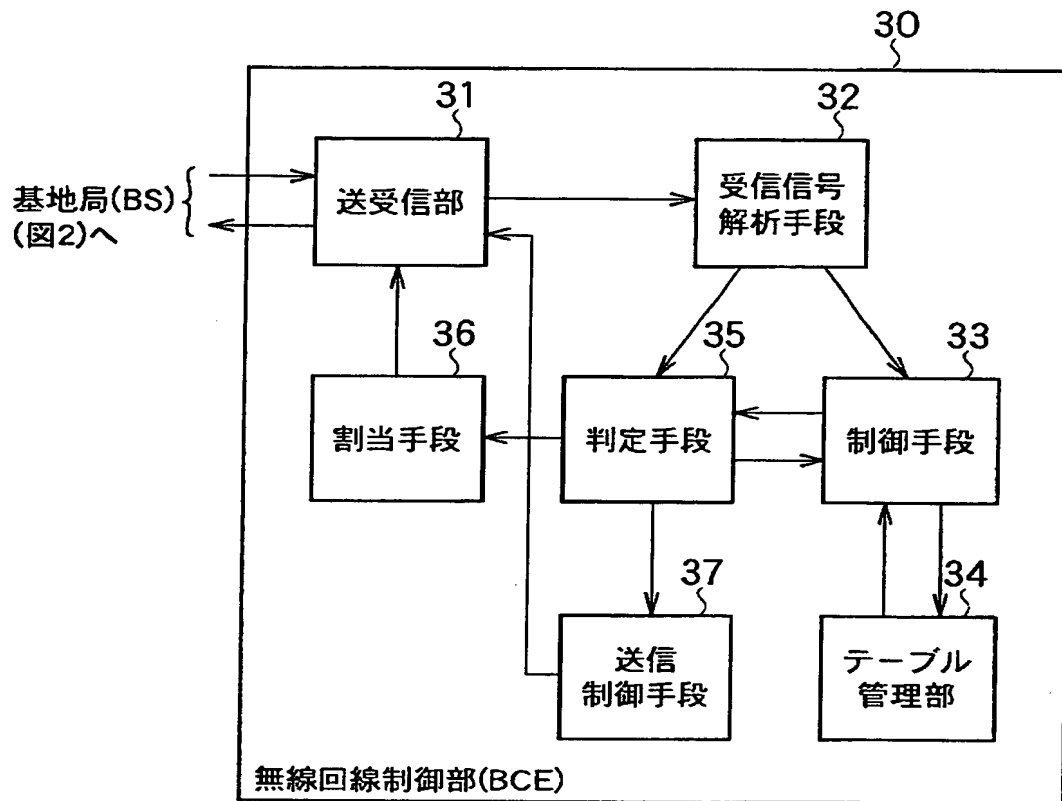 30
31
32
基地局(BS)
(図2)へ
送受信部
受信信号
解析手段
36
35
33
割当手段
判定手段
制御手段
37
34
送信
制御手段
テーブル
管理部
無線回線制御部(BCE)